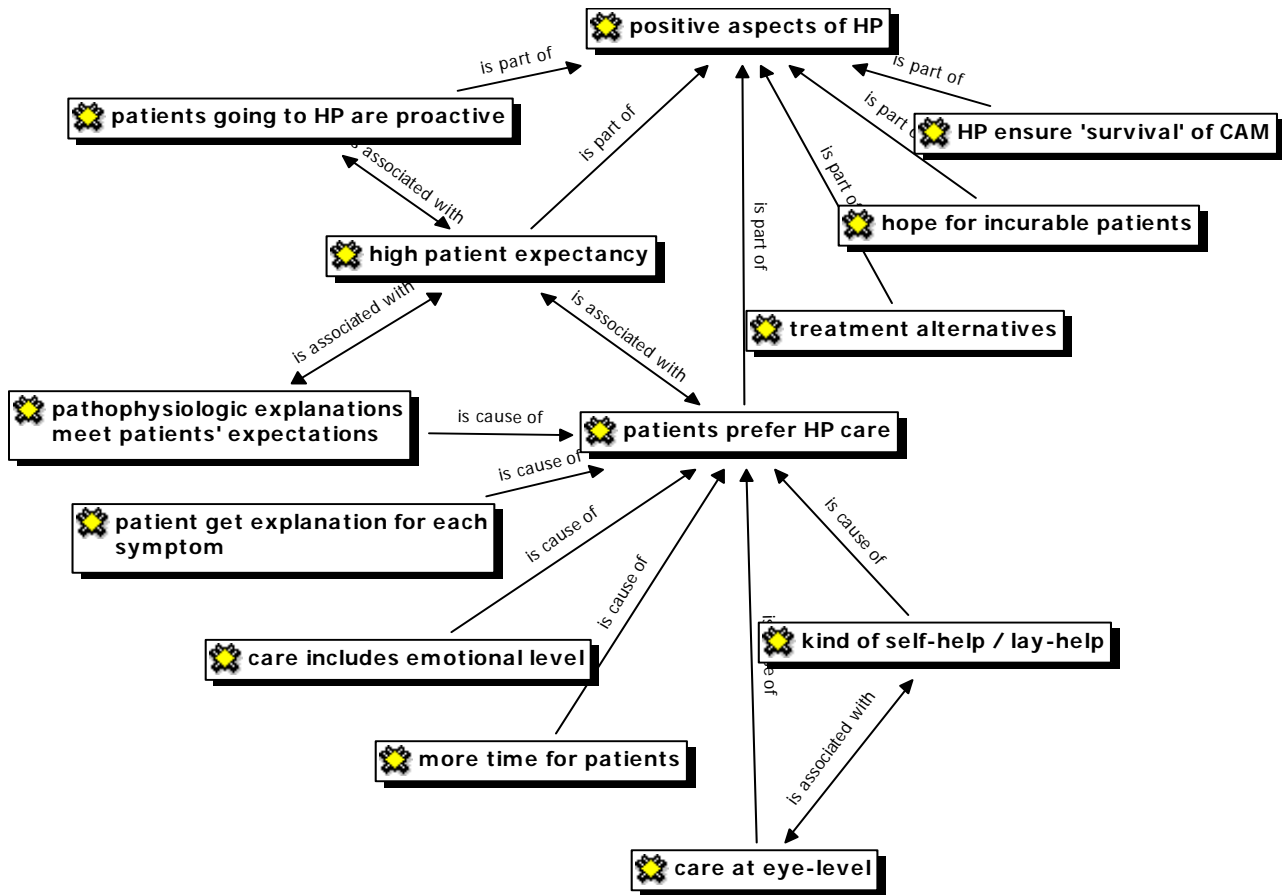 positive aspects of HP
is part of
is part of
patients going to HP are proactive
is part of
HP ensure 'survival' of CAM
is part of
is associated with
is part of
hope for incurable patients
is part of
high patient expectancy
is associated with
is associated with
treatment alternatives
pathophysiologic explanations
meet patients' expectations
is cause of
patients prefer HP care
is cause of
patient get explanation for each
symptom
is cause of
is cause of
is cause of
kind of self-help / lay-help
care includes emotional level
of
more time for patients
is associated with
care at eye-level